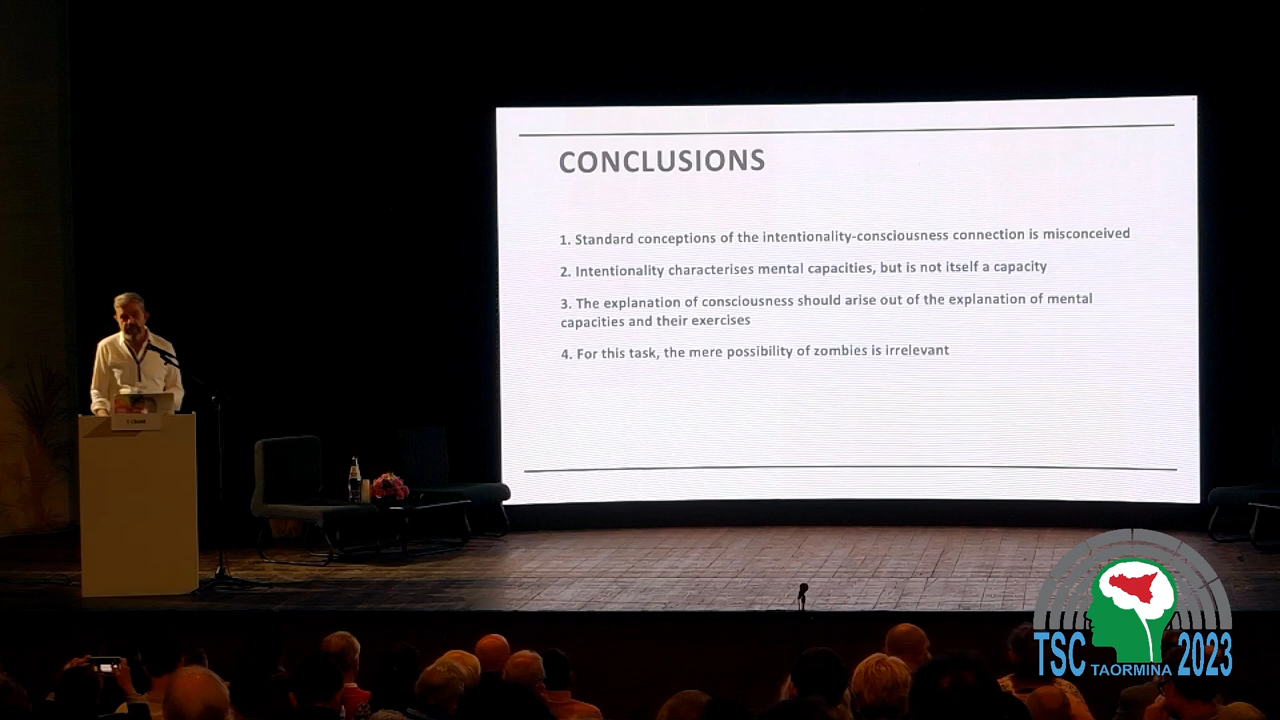 CONCLUSIONS
1. Standard conceptions of the intentionality-consciousness connection is misconceived
2. Intentionality characterises mental capacities, but is not itself a capacity
3. The explanation of consciousness should arise out of the explanation of mental
capacities and their exercises
4. For this task, the mere possibility of zombies is irrelevant
T. CRANE
TSC TAORMINA 2023